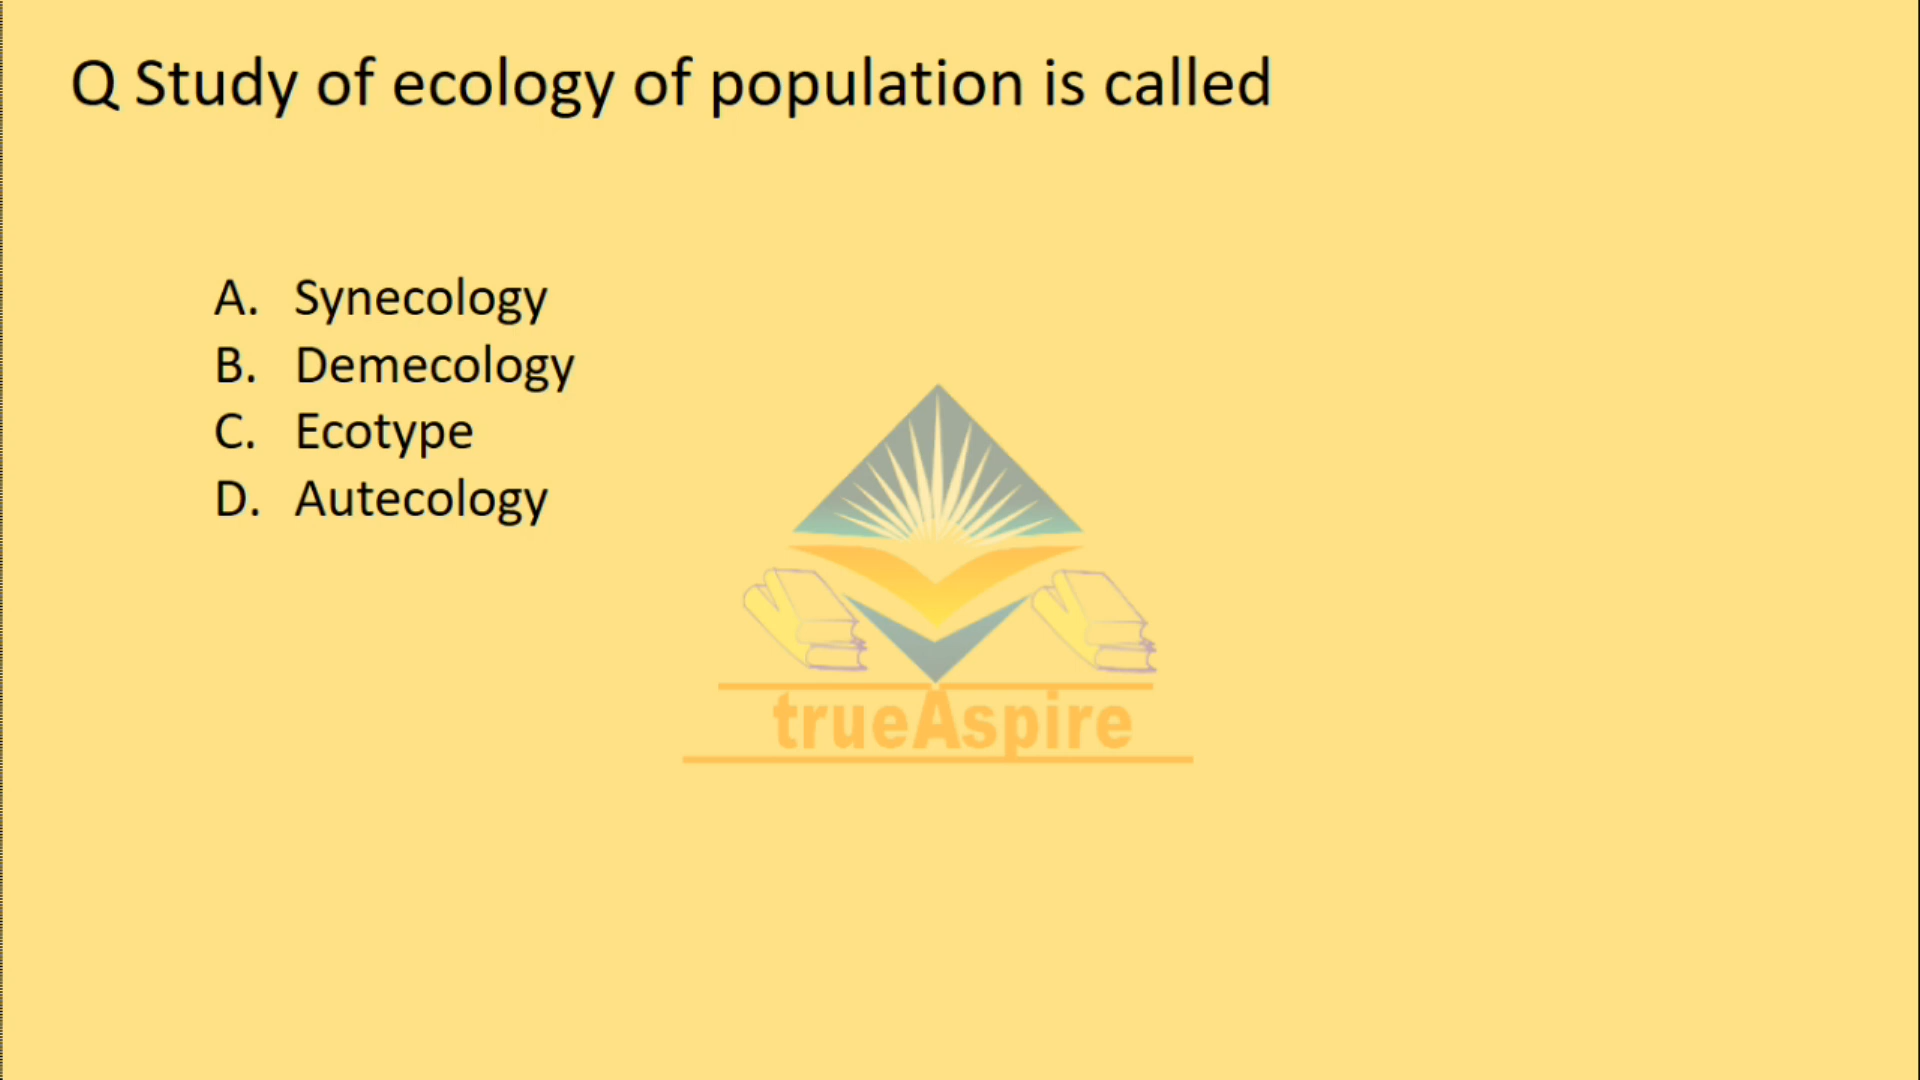 Q Study of ecology of population is called
A. Synecology
B. Demecology
C. Ecotype
D. Autecology
trueAspire